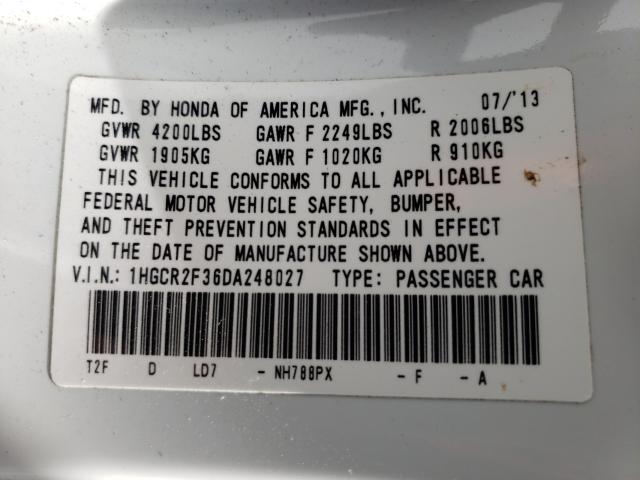 MFD. BY HONDA OF AMERICA MFG., INC. 07/'13
GVWR 4200LBS GAWR F 2249LBS R 2006LBS
GVWR 1905KG GAWR F 1020KG R 910KG
THIS VEHICLE CONFORMS TO ALL APPLICABLE
FEDERAL MOTOR VEHICLE SAFETY, BUMPER,
AND THEFT PREVENTION STANDARDS IN EFFECT
ON THE DATE OF MANUFACTURE SHOWN ABOVE.
V.I.N.: 1HGCR2F36DA248027 TYPE: PASSENGER CAR
T2F D LD7 - NH788PX - F - A